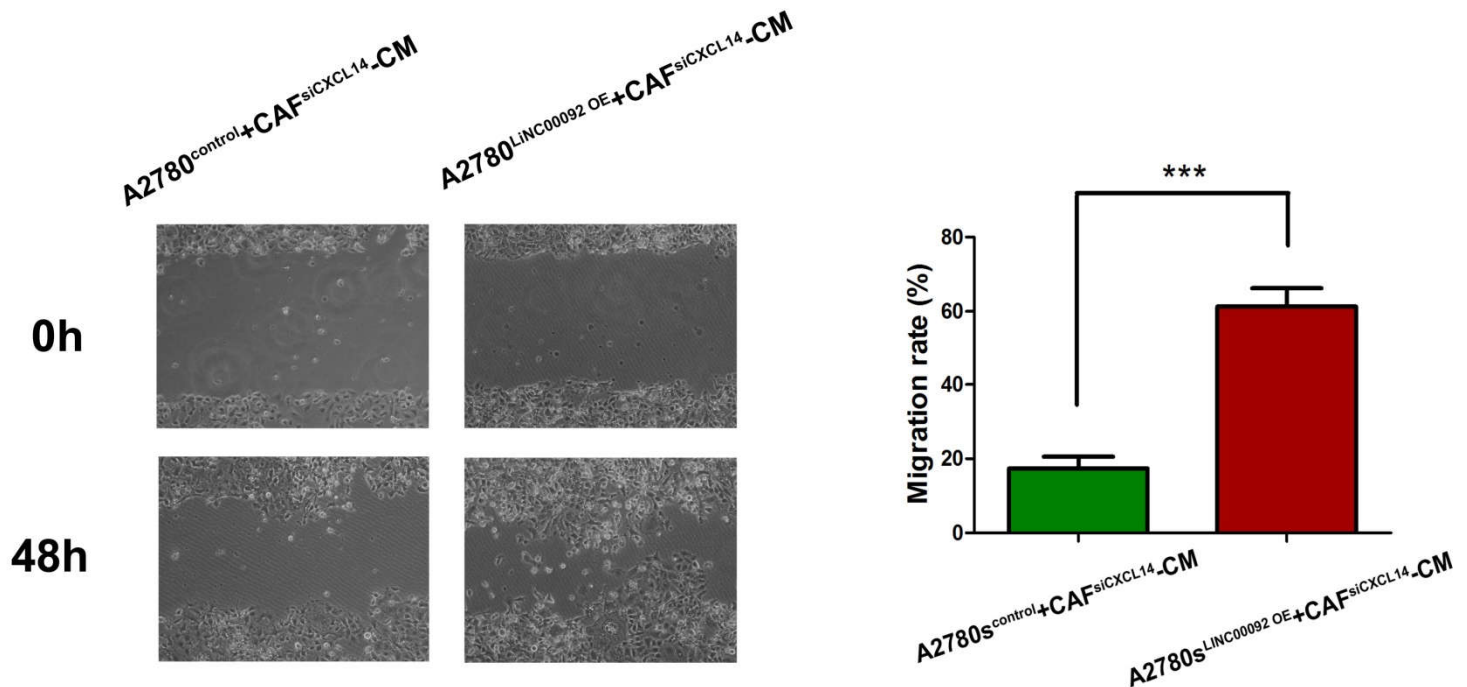 A2780control+CAFsiCXCL14-CM
A2780LiNC00092 OE+CAFsiCXCL14-CM
0h
48h
***
Migration rate (%)
80
60
40
20
0
A2780scontrol+CAFsiCXCL14-CM
A2780sLINC00092 OE+CAFsiCXCL14-CM